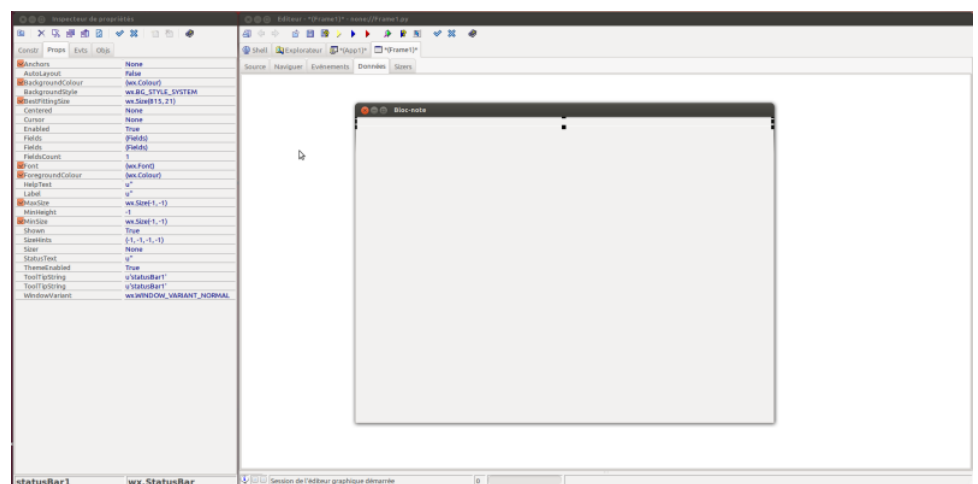 Inspecteur de propriétés
Constr Props Evts Objs
Anchors None
AutoLayout False
BackgroundColour (wx.Colour)
BackgroundStyle wx.BG_STYLE_SYSTEM
BestFittingSize wx.Size(815, 21)
Centered None
Cursor None
Enabled True
Fields (Fields)
Fields (Fields)
FieldsCount 1
Font (wx.Font)
ForegroundColour (wx.Colour)
HelpText u''
Label u''
MaxSize wx.Size(-1, -1)
MinHeight -1
MinSize wx.Size(-1, -1)
Shown True
SizeHints (-1, -1, -1, -1)
Sizer None
StatusText u''
ThemeEnabled True
ToolTipString u'statusBar1'
ToolTipString u'statusBar1'
WindowVariant wx.WINDOW_VARIANT_NORMAL
statusBar1 wx.StatusBar
Editeur - *(Frame1)* - none://Frame1.py
Shell Explorateur *(App1)* *(Frame1)*
Source Naviguer Evènements Données Sizers
Bloc-note
Session de l'éditeur graphique démarrée 0